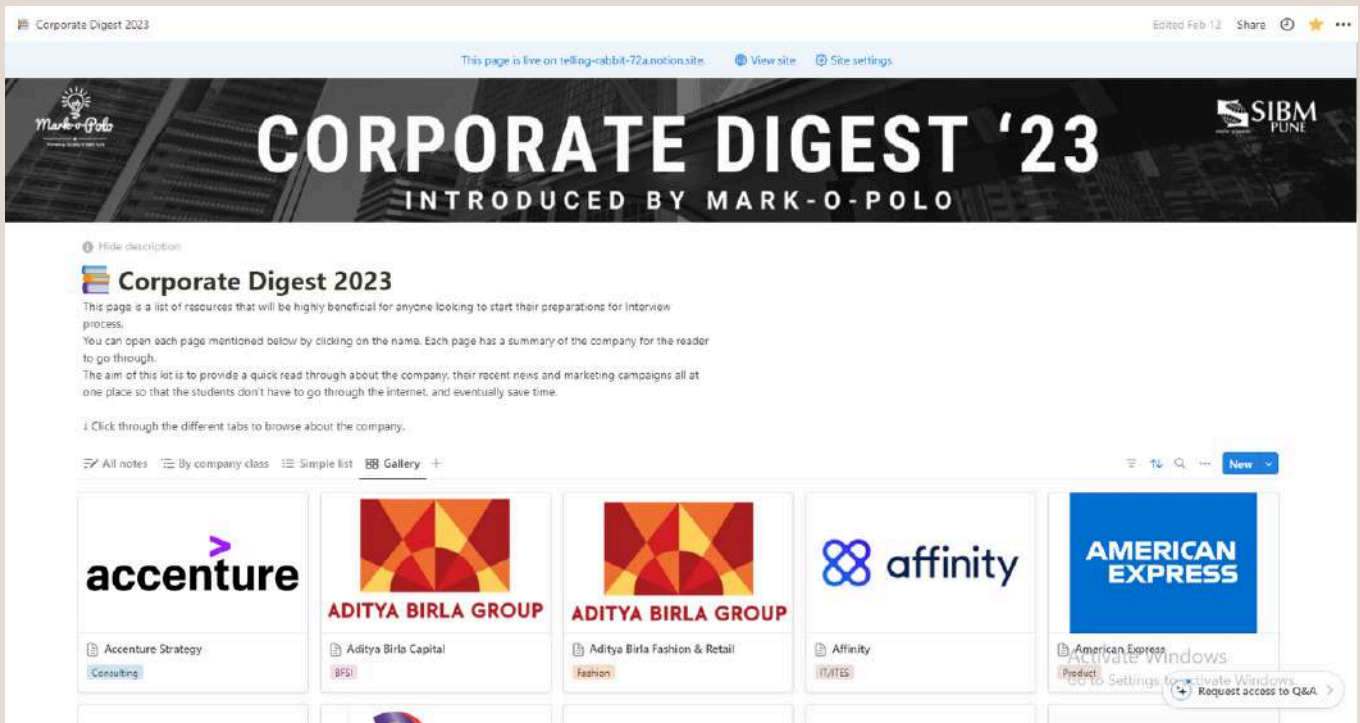 Corporate Digest 2023
Edited Feb 12 Share
This page is live on telling-rabbit-72a.notion.site. View site Site settings
Mark-o-Polo
SIBM
PUNE
CORPORATE DIGEST ‘23
INTRODUCED BY MARK-O-POLO
Hide description
Corporate Digest 2023
This page is a list of resources that will be highly beneficial for anyone looking to start their preparations for Interview
process.
You can open each page mentioned below by clicking on the name. Each page has a summary of the company for the reader
to go through.
The aim of this kit is to provide a quick read through about the company, their recent news and marketing campaigns all at
one place so that the students don't have to go through the internet, and eventually save time.
↓ Click through the different tabs to browse about the company.
All notes By company class Simple list Gallery
New
accenture
Accenture Strategy
Consulting
ADITYA BIRLA GROUP
Aditya Birla Capital
BFSI
ADITYA BIRLA GROUP
Aditya Birla Fashion & Retail
Fashion
affinity
Affinity
IT/ITES
AMERICAN
EXPRESS
American Express
Product
Activate Windows
Go to Settings to activate Windows.
Request access to Q&A